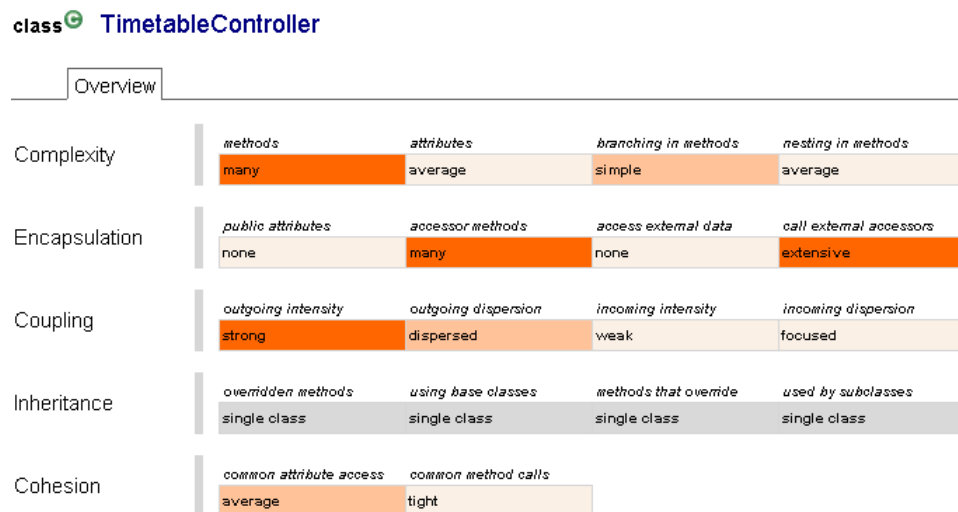 class C TimetableController
Overview
Complexity
methods attributes branching in methods nesting in methods
many average simple average
Encapsulation
public attributes accessor methods access external data call external accessors
none many none extensive
Coupling
outgoing intensity outgoing dispersion incoming intensity incoming dispersion
strong dispersed weak focused
Inheritance
overridden methods using base classes methods that override used by subclasses
single class single class single class single class
Cohesion
common attribute access common method calls
average tight